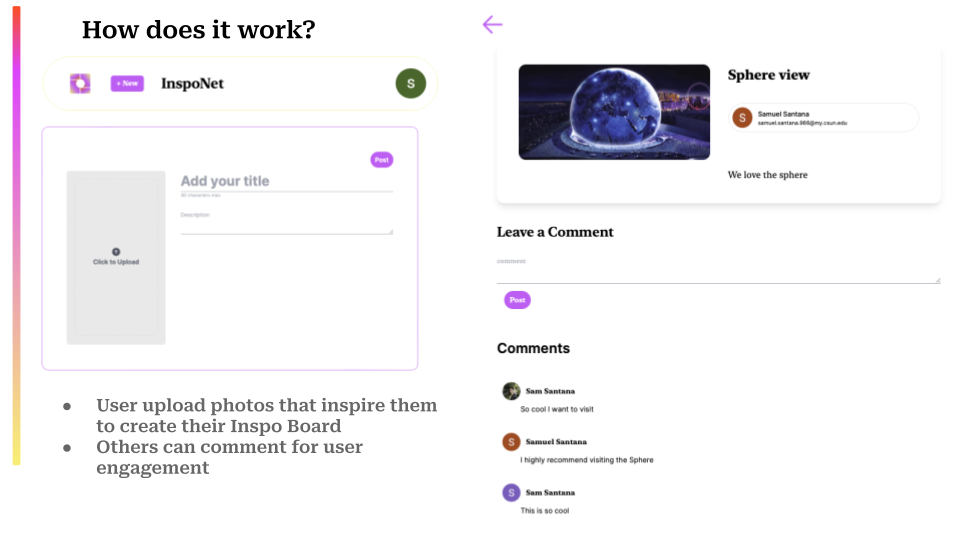 How does it work?
+ New
InspoNet
S
Post
Add your title
40 characters max
Description
Click to Upload
● User upload photos that inspire them
to create their Inspo Board
● Others can comment for user
engagement
Sphere view
S
Samuel Santana
samuel.santana.988@my.csun.edu
We love the sphere
Leave a Comment
comment
Post
Comments
Sam Santana
So cool I want to visit
S
Samuel Santana
I highly recommend visiting the Sphere
S
Sam Santana
This is so cool